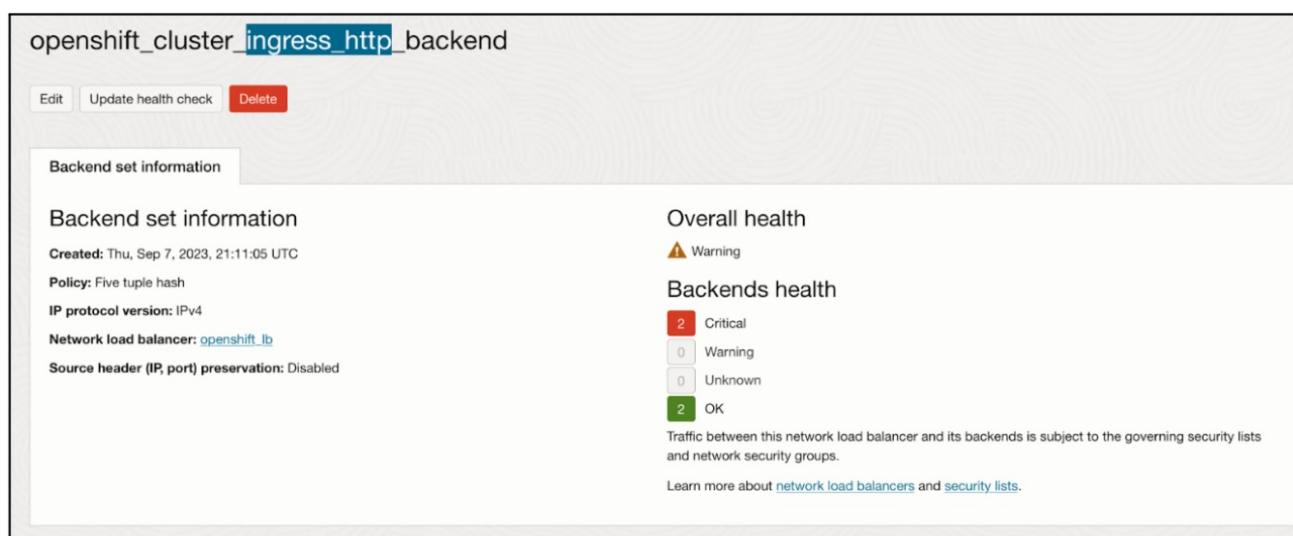 openshift_cluster_ingress_http_backend
Edit
Update health check
Delete
Backend set information
Backend set information
Created: Thu, Sep 7, 2023, 21:11:05 UTC
Policy: Five tuple hash
IP protocol version: IPv4
Network load balancer: openshift_lb
Source header (IP, port) preservation: Disabled
Overall health
Warning
Backends health
2 Critical
0 Warning
0 Unknown
2 OK
Traffic between this network load balancer and its backends is subject to the governing security lists
and network security groups.
Learn more about network load balancers and security lists.